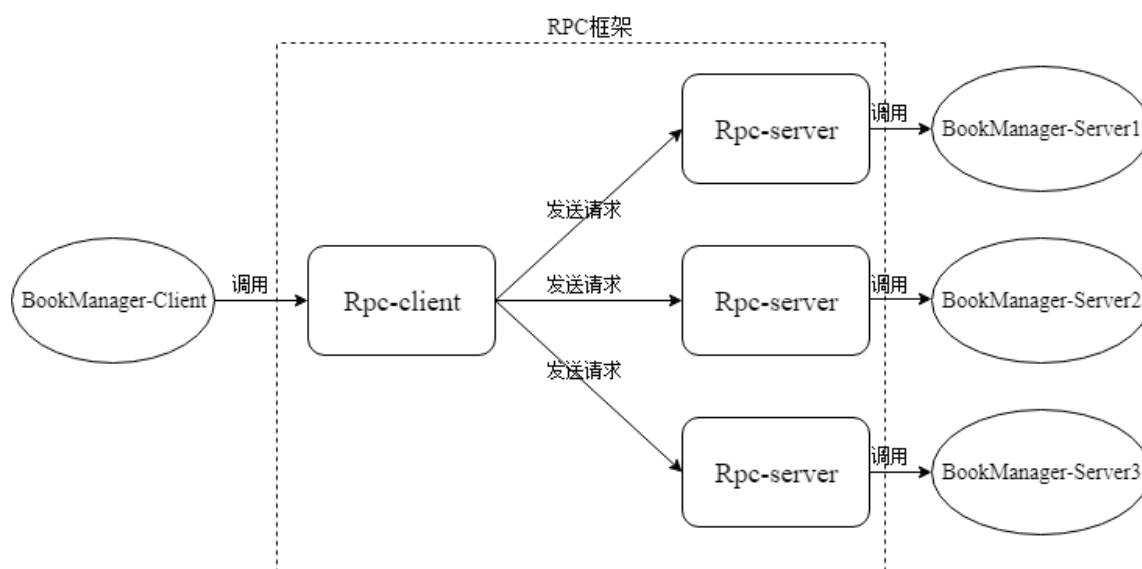 RPC框架
Rpc-server
调用
BookManager-Server1
发送请求
BookManager-Client
调用
Rpc-client
发送请求
Rpc-server
调用
BookManager-Server2
发送请求
Rpc-server
调用
BookManager-Server3